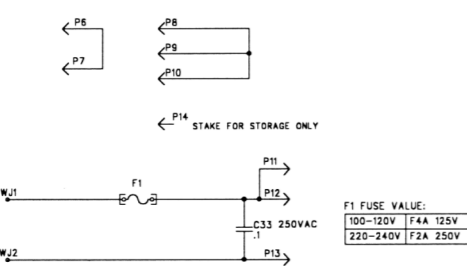 P6
P8
P9
P7
P10
P14
STAKE FOR STORAGE ONLY
P11
F1
WJ1
P12
F1 FUSE VALUE:
100-120V F4A 125V
220-240V F2A 250V
C33 250VAC
.1
WJ2
P13